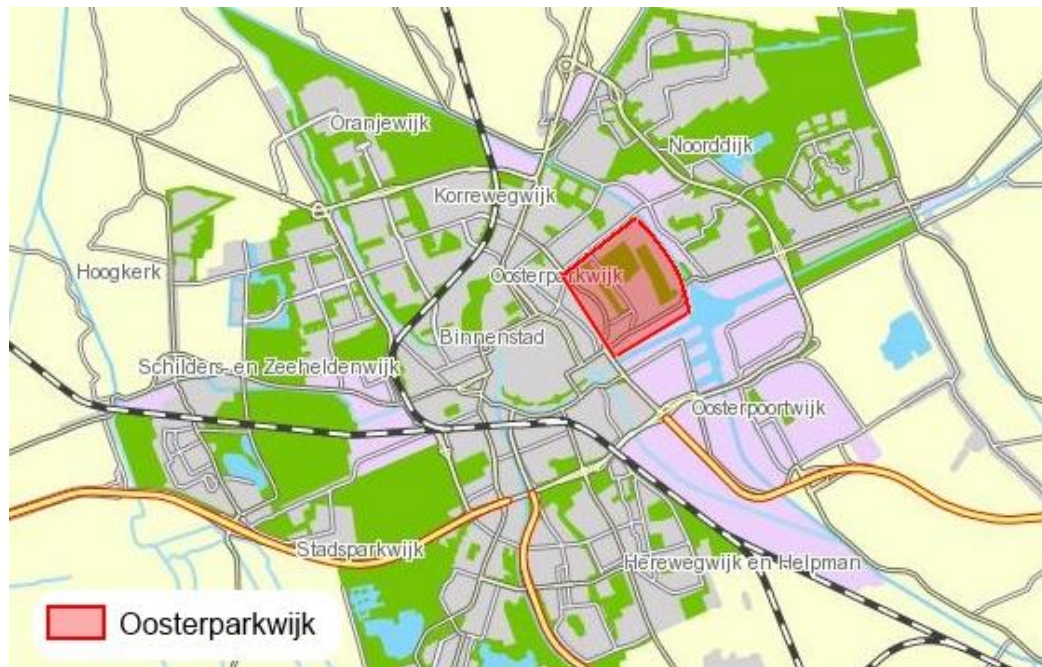 Oranjewijk
Noorddijk
Korrewegwijk
Hoogkerk
Oosterparkwijk
Binnenstad
Schilders- en Zeeheldenwijk
Oosterpoortwijk
Stadsparkwijk
Herewegwijk en Helpman
Oosterparkwijk